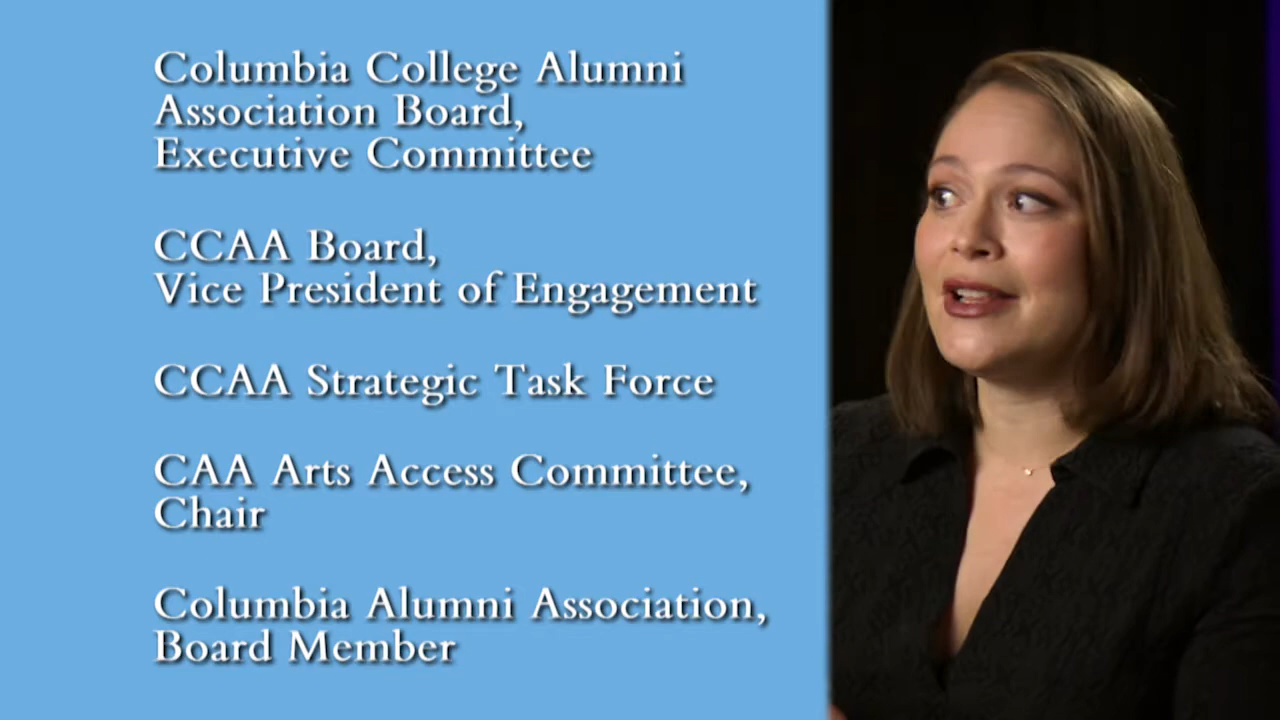 Columbia College Alumni
Association Board,
Executive Committee
CCAA Board,
Vice President of Engagement
CCAA Strategic Task Force
CAA Arts Access Committee,
Chair
Columbia Alumni Association,
Board Member